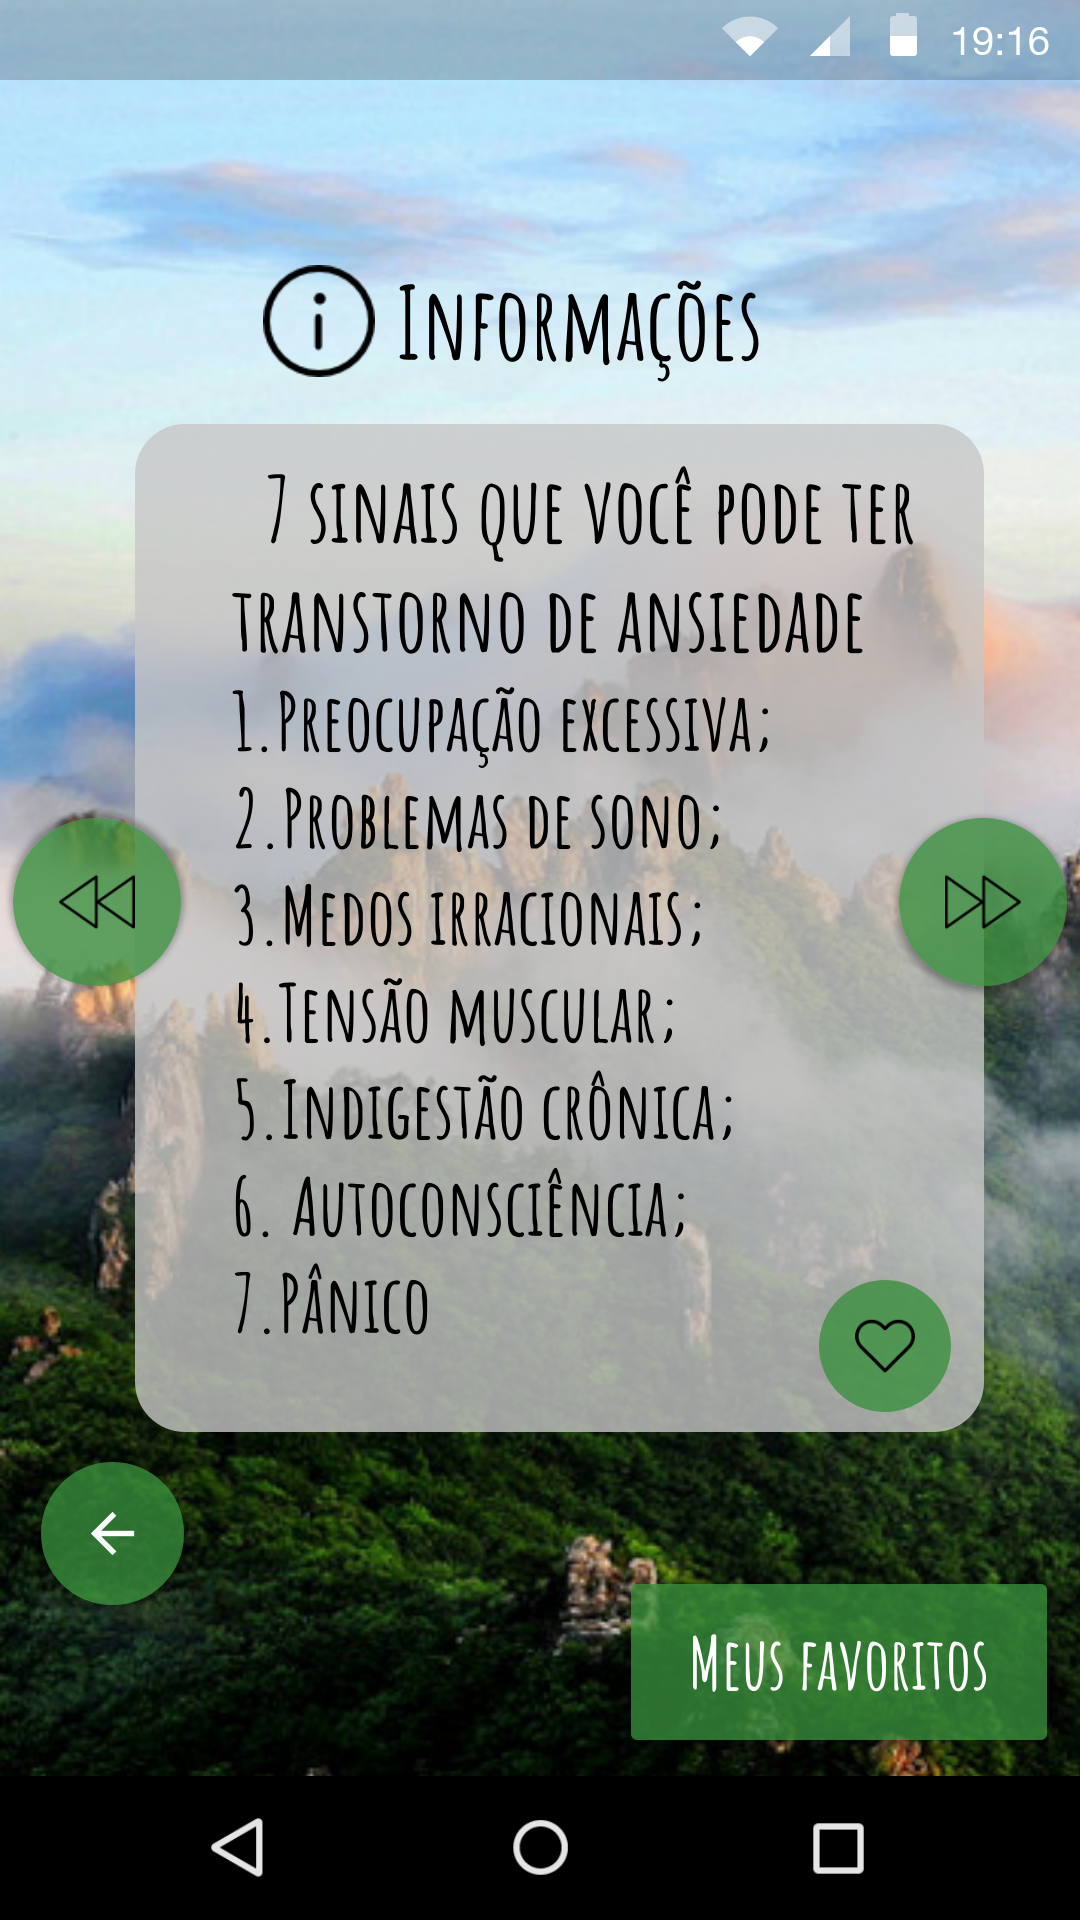 19:16
Informações
7 sinais que você pode ter
transtorno de ansiedade
1.Preocupação excessiva;
2.Problemas de sono;
3.Medos irracionais;
4.Tensão muscular;
5.Indigestão crônica;
6. Autoconsciência;
7.Pânico
Meus favoritos